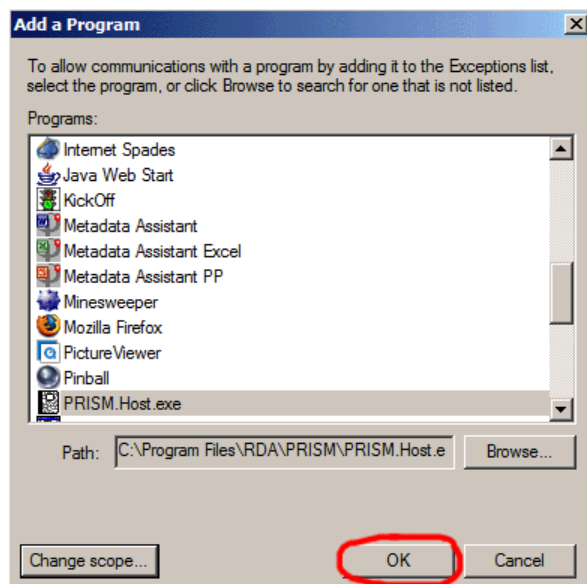 Add a Program
To allow communications with a program by adding it to the Exceptions list,
select the program, or click Browse to search for one that is not listed.
Programs:
Internet Spades
Java Web Start
KickOff
Metadata Assistant
Metadata Assistant Excel
Metadata Assistant PP
Minesweeper
Mozilla Firefox
PictureViewer
Pinball
PRISM.Host.exe
Path: C:\Program Files\RDA\PRISM\PRISM.Host.e Browse...
Change scope... OK Cancel